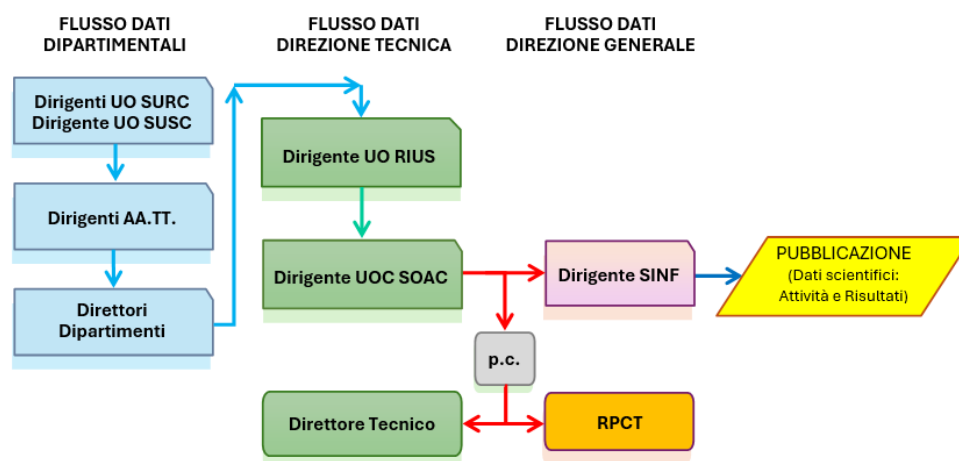 FLUSSO DATI
DIPARTIMENTALI
FLUSSO DATI
DIREZIONE TECNICA
FLUSSO DATI
DIREZIONE GENERALE
Dirigenti UO SURC
Dirigente UO SUSC
Dirigente UO RIUS
Dirigenti AA.TT.
Dirigente UOC SOAC
Dirigente SINF
PUBBLICAZIONE
(Dati scientifici:
Attività e Risultati)
Direttori
Dipartimenti
p.c.
Direttore Tecnico
RPCT